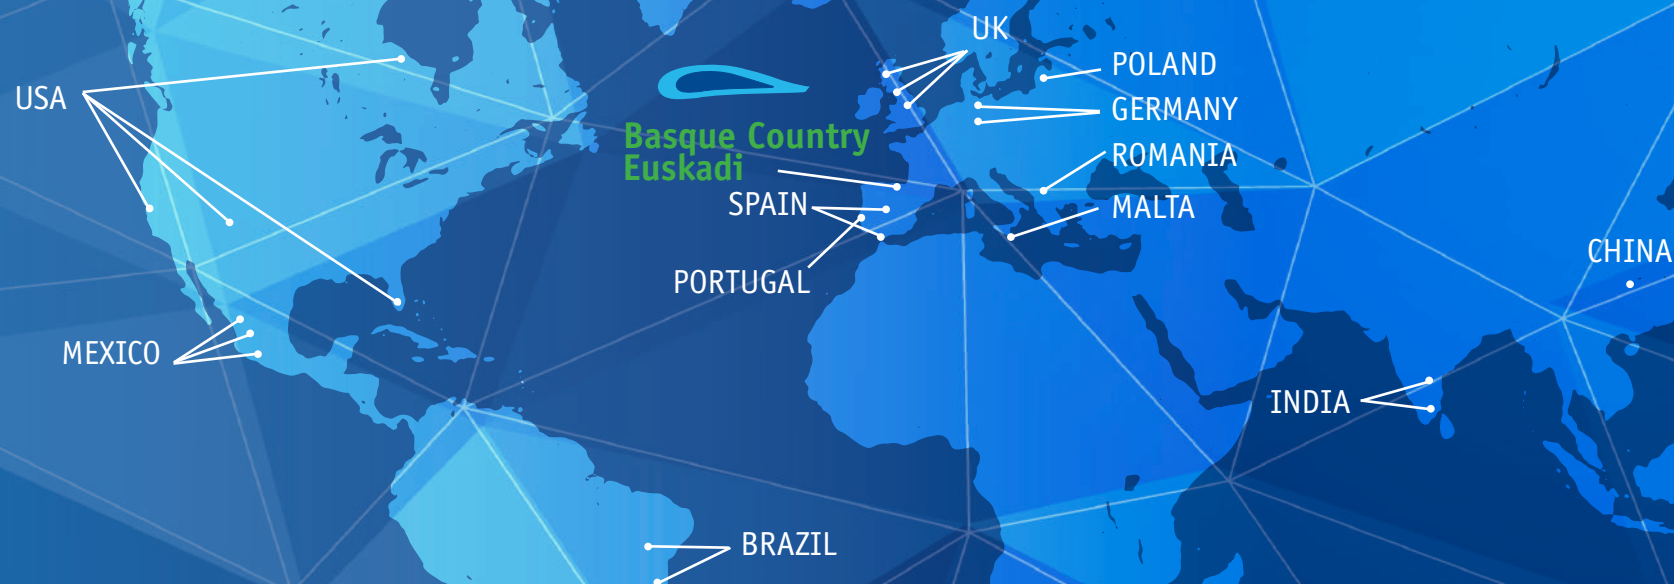 UK
POLAND
USA
GERMANY
Basque Country
Euskadi
ROMANIA
SPAIN
MALTA
CHINA
PORTUGAL
MEXICO
INDIA
BRAZIL